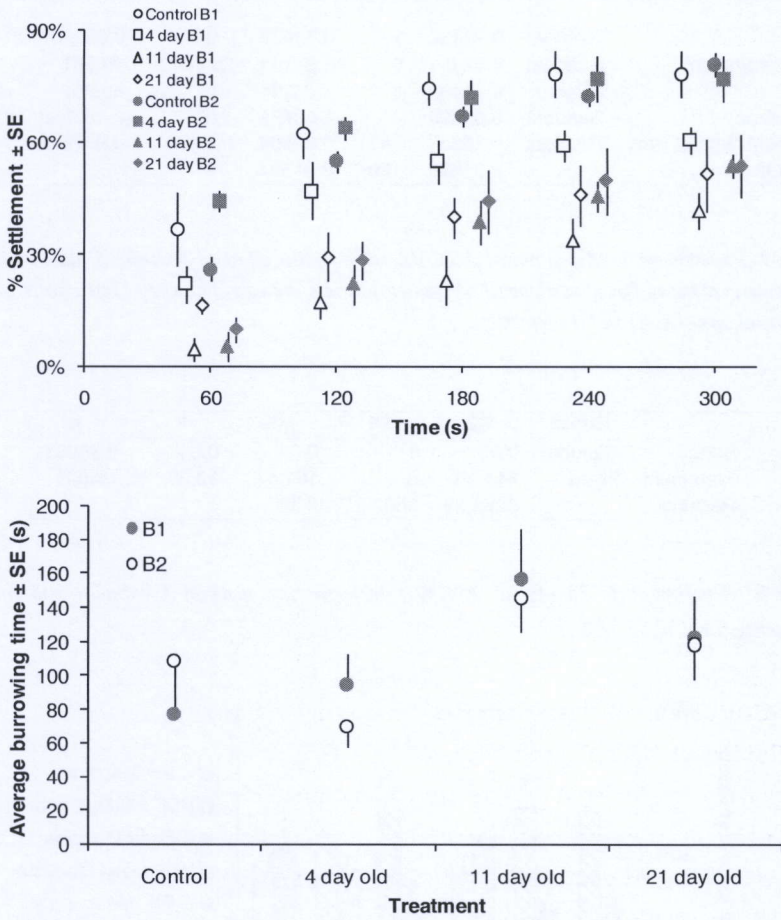 Control B1
4 day B1
11 day B1
21 day B1
Control B2
4 day B2
11 day B2
21 day B2
90%
60%
30%
0%
% Settlement ± SE
0 60 120 180 240 300
Time (s)
200
180
160
140
120
100
80
60
40
20
0
Average burrowing time ± SE (s)
B1
B2
Control 4 day old 11 day old 21 day old
Treatment